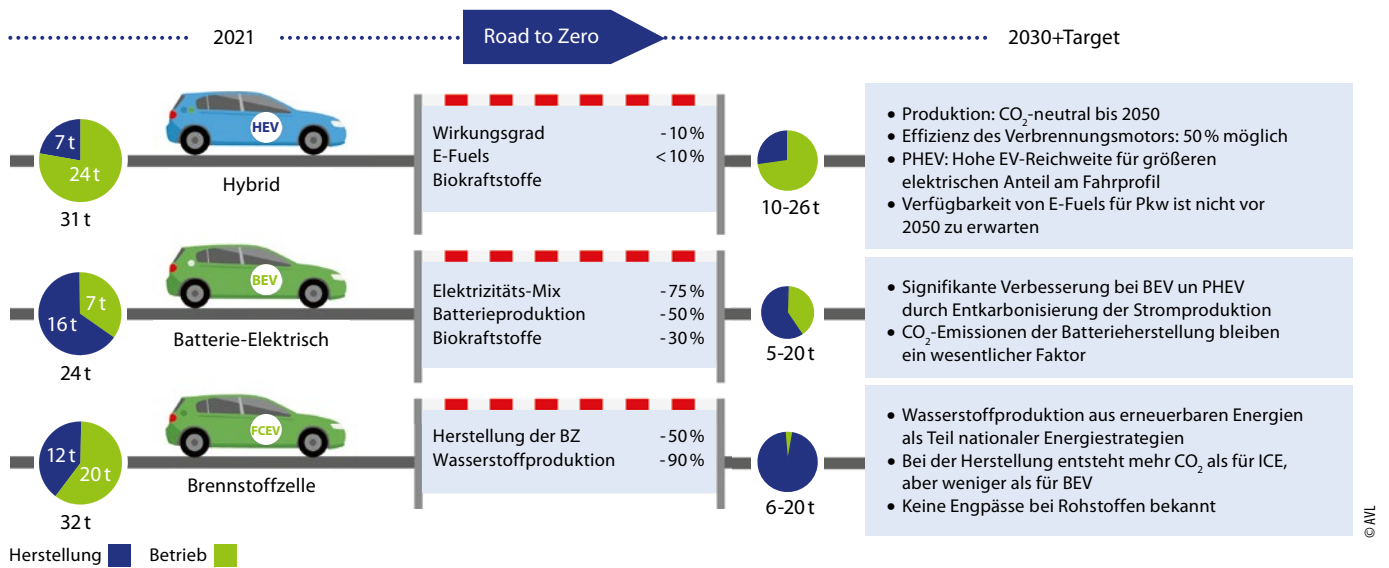 2021
Road to Zero
2030+Target
7 t
24 t
31 t
HEV
Hybrid
Wirkungsgrad -10 %
E-Fuels < 10 %
Biokraftstoffe
10-26 t
• Produktion: CO₂-neutral bis 2050
• Effizienz des Verbrennungsmotors: 50 % möglich
• PHEV: Hohe EV-Reichweite für größeren
elektrischen Anteil am Fahrprofil
• Verfügbarkeit von E-Fuels für Pkw ist nicht vor
2050 zu erwarten
7 t
16 t
24 t
BEV
Batterie-Elektrisch
Elektrizitäts-Mix -75 %
Batterieproduktion -50 %
Biokraftstoffe -30 %
5-20 t
• Signifikante Verbesserung bei BEV un PHEV
durch Entkarbonisierung der Stromproduktion
• CO₂-Emissionen der Batterieherstellung bleiben
ein wesentlicher Faktor
12 t
20 t
32 t
FCEV
Brennstoffzelle
Herstellung der BZ -50 %
Wasserstoffproduktion -90 %
6-20 t
• Wasserstoffproduktion aus erneuerbaren Energien
als Teil nationaler Energiestrategien
• Bei der Herstellung entsteht mehr CO₂ als für ICE,
aber weniger als für BEV
• Keine Engpässe bei Rohstoffen bekannt
Herstellung Betrieb
© AVL